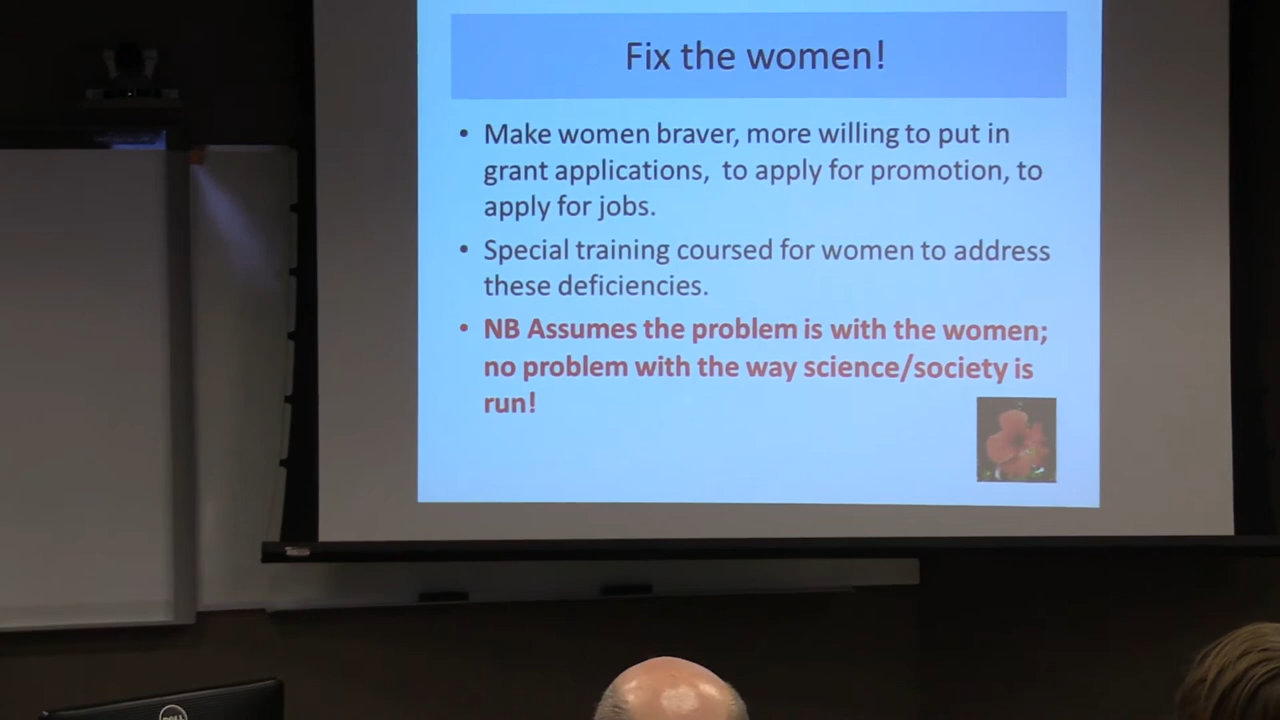 Fix the women!
• Make women braver, more willing to put in
grant applications, to apply for promotion, to
apply for jobs.
• Special training coursed for women to address
these deficiencies.
• NB Assumes the problem is with the women;
no problem with the way science/society is
run!
DELL